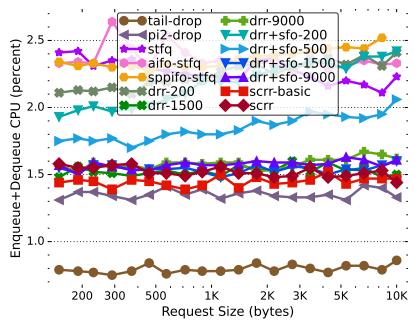 2.5
2.0
1.5
1.0
Enqueue+Dequeue CPU (percent)
tail-drop
pi2-drop
stfq
aifo-stfq
sppifo-stfq
drr-200
drr-1500
drr-9000
drr+sfo-200
drr+sfo-500
drr+sfo-1500
drr+sfo-9000
scrr-basic
scrr
200 300 500 1K 2K 3K 5K 10K
Request Size (bytes)